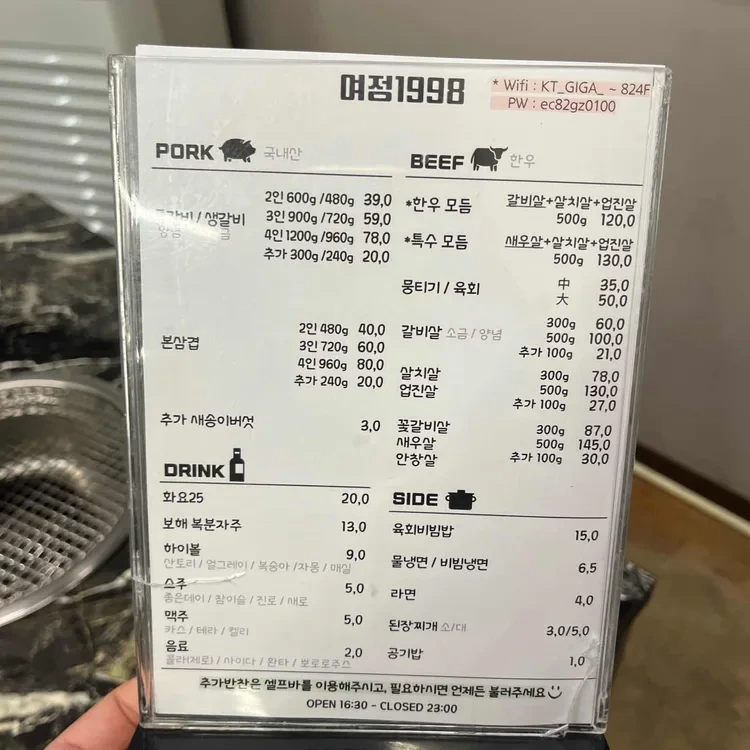 여정1998
* Wifi : KT_GIGA_ ~ 824F
PW : ec82gz0100
PORK 국내산
생갈비
2인 600g /480g 39,0
3인 900g /720g 59,0
4인 1200g /960g 78,0
추가 300g /240g 20,0
본삼겹
2인 480g 40,0
3인 720g 60,0
4인 960g 80,0
추가 240g 20,0
추가 새송이버섯 3,0
DRINK
화요25 20,0
보해 복분자주 13,0
하이볼 9,0
산토리 / 얼그레이 / 복숭아 / 자몽 / 매실
소주 5,0
좋은데이 / 참이슬 / 진로 / 새로
맥주 5,0
카스 / 테라 / 켈리
음료 2,0
콜라(제로) / 사이다 / 환타 / 뽀로로주스
BEEF 한우
*한우 모듬 갈비살+살치살+업진살
500g 120,0
*특수 모듬 새우살+살치살+업진살
500g 130,0
뭉티기 / 육회 中 35,0
大 50,0
갈비살 소금 / 양념 300g 60,0
500g 100,0
추가 100g 21,0
살치살 300g 78,0
업진살 500g 130,0
추가 100g 27,0
꽃갈비살 300g 87,0
새우살 500g 145,0
안창살 추가 100g 30,0
SIDE
육회비빔밥 15,0
물냉면 / 비빔냉면 6,5
라면 4,0
된장찌개 소/대 3,0/5,0
공기밥 1,0
추가반찬은 셀프바를 이용해주시고, 필요하시면 언제든 불러주세요
OPEN 16:30 - CLOSED 23:00